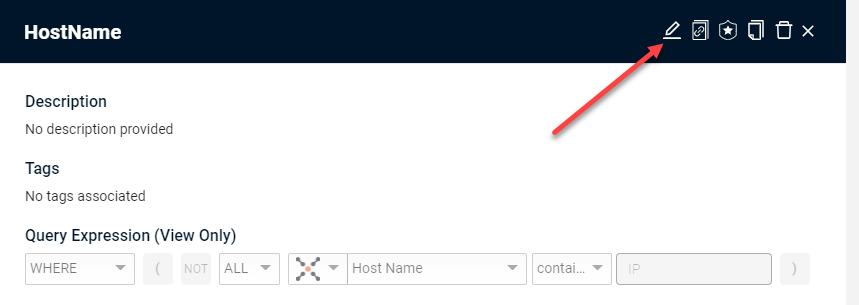 HostName
Description
No description provided
Tags
No tags associated
Query Expression (View Only)
WHERE ( NOT ALL Host Name contai... IP )